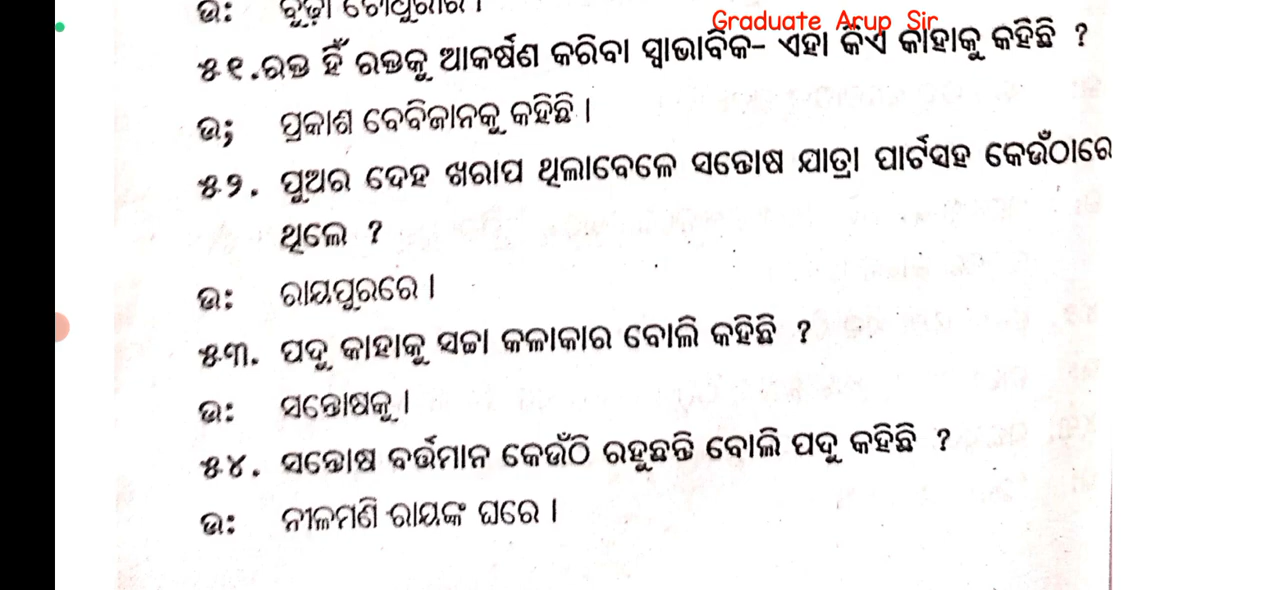 ଉଃ ବୁଢ଼ା ଚୌଧୁରୀର।
Graduate Arup Sir
୫୧.ରକ୍ତ ହିଁ ରକ୍ତକୁ ଆକର୍ଷଣ କରିବା ସ୍ୱାଭାବିକ- ଏହା କିଏ କାହାକୁ କହିଛି ?
ଉ; ପ୍ରକାଶ ବେବିଜାନକୁ କହିଛି।
୫୨. ପୁଅର ଦେହ ଖରାପ ଥିଲାବେଳେ ସନ୍ତୋଷ ଯାତ୍ରା ପାର୍ଟସହ କେଉଁଠାରେ
ଥିଲେ ?
ଉଃ ରାୟପୁରରେ।
୫୩. ପଦୁ କାହାକୁ ସଚ୍ଚା କଳାକାର ବୋଲି କହିଛି ?
ଉଃ ସନ୍ତୋଷକୁ।
୫୪. ସନ୍ତୋଷ ବର୍ତ୍ତମାନ କେଉଁଠି ରହୁଛନ୍ତି ବୋଲି ପଦୁ କହିଛି ?
ଉଃ ନୀଳମଣି ରାୟଙ୍କ ଘରେ।